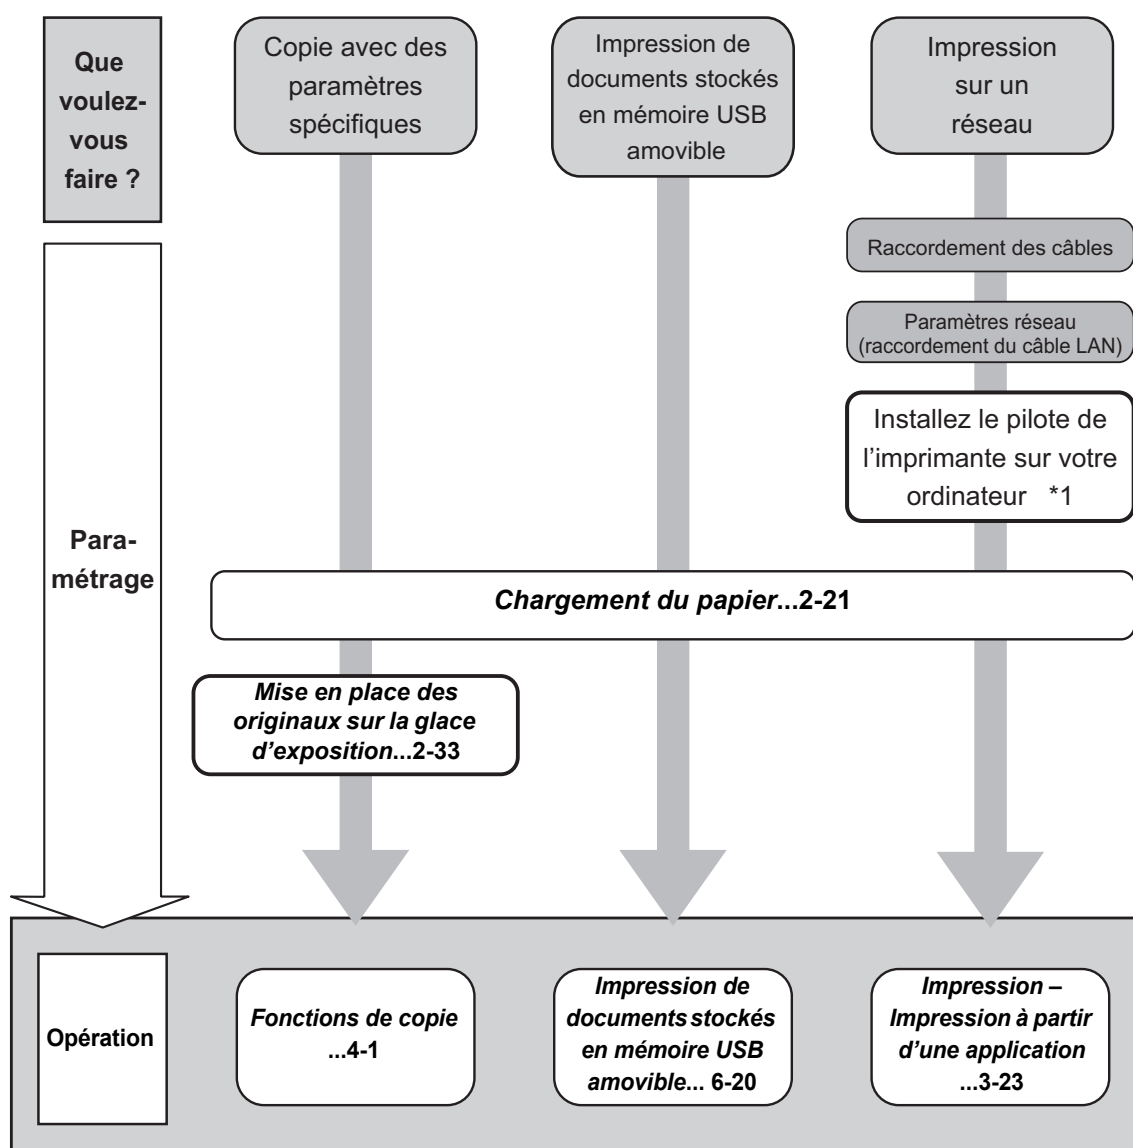 Que
voulez-
vous
faire ?
Copie avec des
paramètres
spécifiques
Impression de
documents stockés
en mémoire USB
amovible
Impression
sur un
réseau
Raccordement des câbles
Paramètres réseau
(raccordement du câble LAN)
Installez le pilote de
l’imprimante sur votre
ordinateur *1
Para-
métrage
Chargement du papier...2-21
Mise en place des
originaux sur la glace
d’exposition...2-33
Opération
Fonctions de copie
...4-1
Impression de
documents stockés
en mémoire USB
amovible... 6-20
Impression –
Impression à partir
d’une application
...3-23